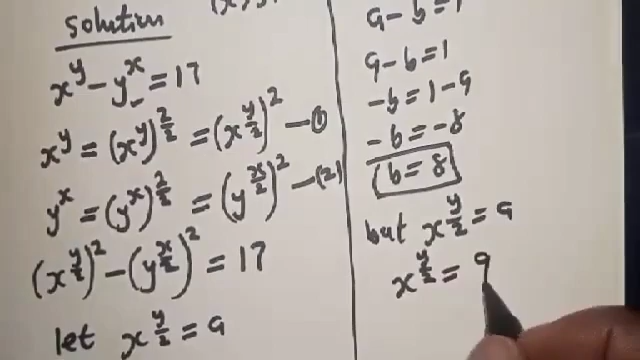 solution
x^y - y^x = 17
x^y = (x^y)^{2/2} = (x^{y/2})^2 — ①
y^x = (y^x)^{2/2} = (y^{x/2})^2 — (2)
(x^{y/2})^2 - (y^{x/2})^2 = 17
let x^{y/2} = a
a - b = 1
9 - b = 1
-b = 1 - 9
-b = -8
b = 8
but x^{y/2} = a
x^{y/2} = 9